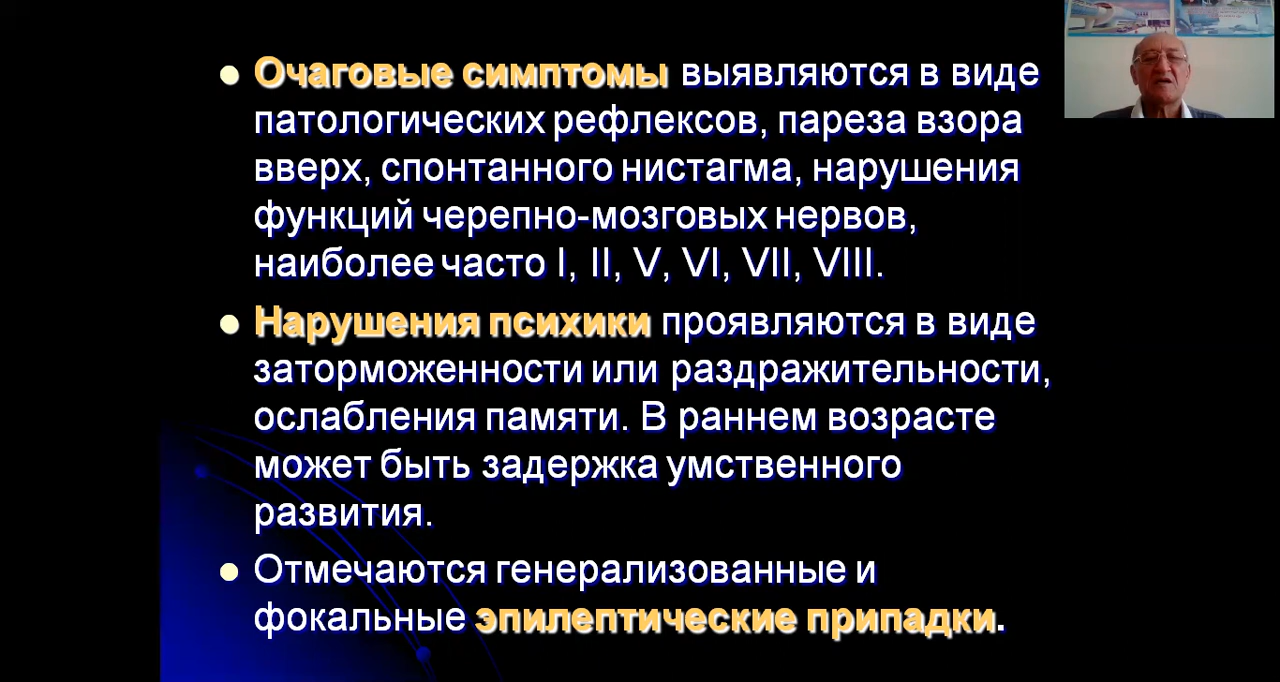 Очаговые симптомы выявляются в виде
патологических рефлексов, пареза взора
вверх, спонтанного нистагма, нарушения
функций черепно-мозговых нервов,
наиболее часто I, II, V, VI, VII, VIII.
Нарушения психики проявляются в виде
заторможенности или раздражительности,
ослабления памяти. В раннем возрасте
может быть задержка умственного
развития.
Отмечаются генерализованные и
фокальные эпилептические припадки.